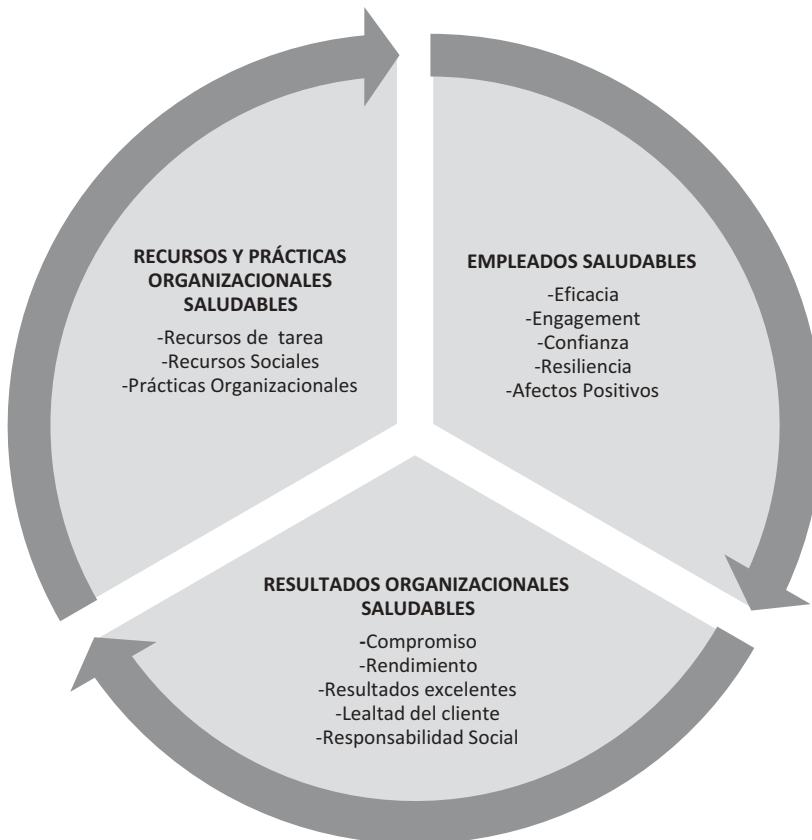 RECURSOS Y PRÁCTICAS
ORGANIZACIONALES
SALUDABLES
-Recursos de tarea
-Recursos Sociales
-Prácticas Organizacionales
EMPLEADOS SALUDABLES
-Eficacia
-Engagement
-Confianza
-Resiliencia
-Afectos Positivos
RESULTADOS ORGANIZACIONALES
SALUDABLES
-Compromiso
-Rendimiento
-Resultados excelentes
-Lealtad del cliente
-Responsabilidad Social